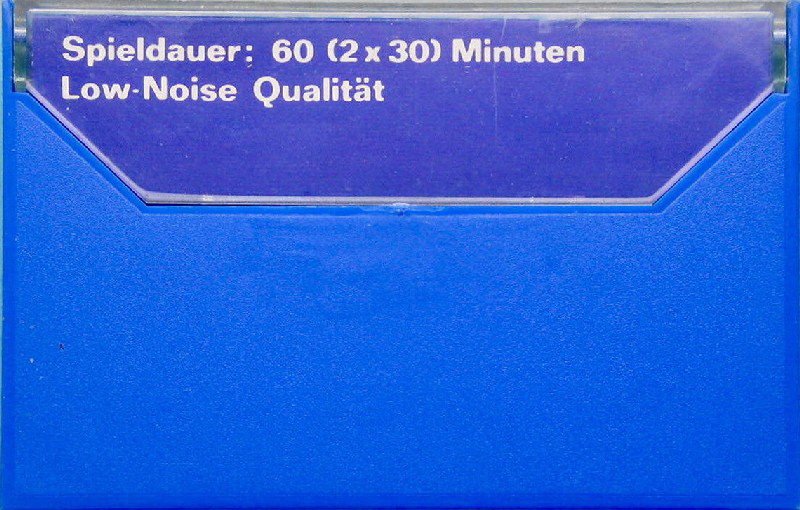 Spieldauer: 60 (2 x 30) Minuten
Low-Noise Qualität